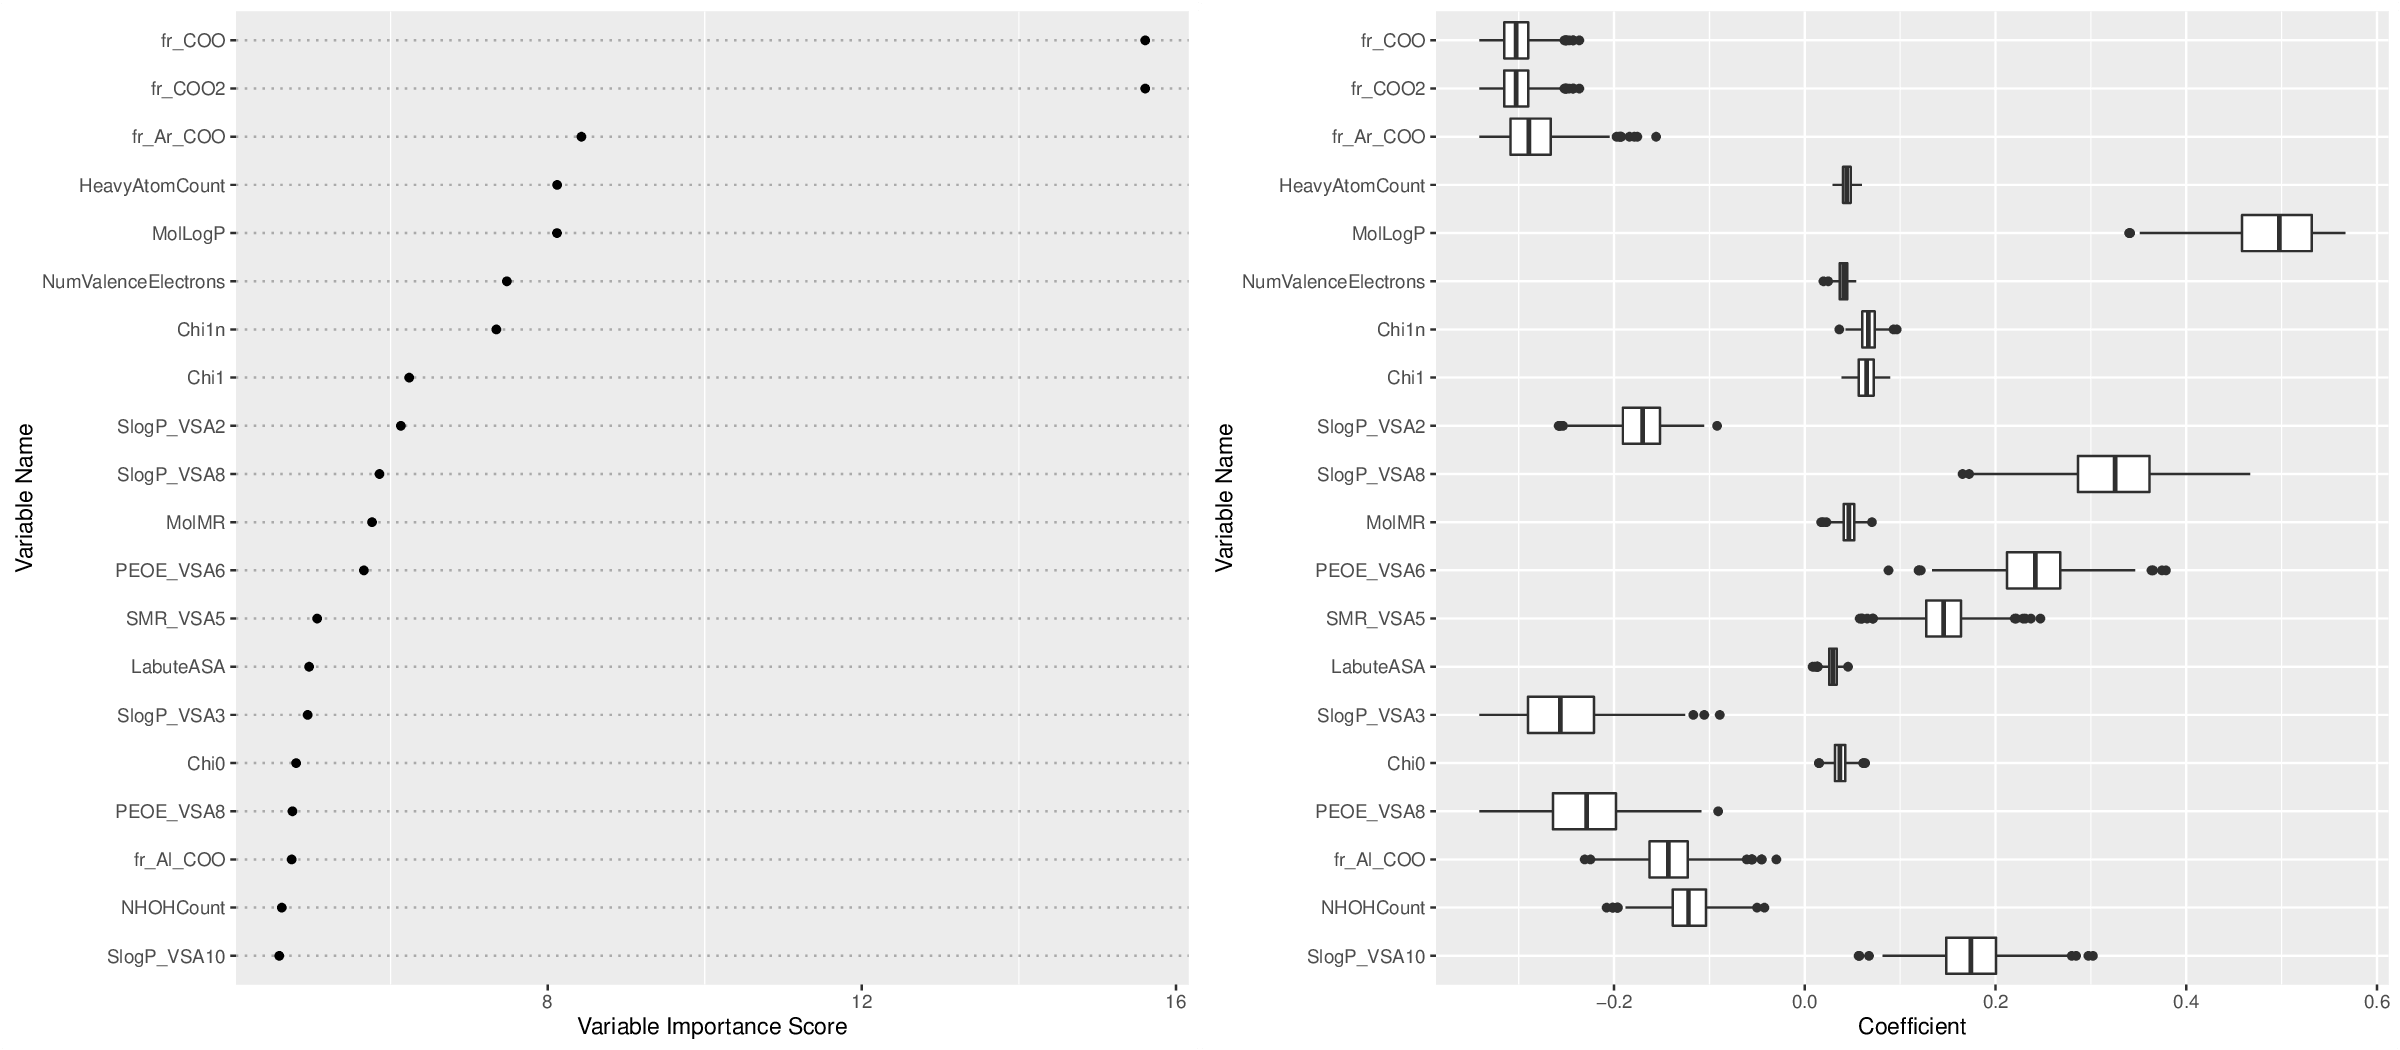 Variable Name
fr_COO
fr_COO2
fr_Ar_COO
HeavyAtomCount
MolLogP
NumValenceElectrons
Chi1n
Chi1
SlogP_VSA2
SlogP_VSA8
MolMR
PEOE_VSA6
SMR_VSA5
LabuteASA
SlogP_VSA3
Chi0
PEOE_VSA8
fr_Al_COO
NHOHCount
SlogP_VSA10
8 12 16
Variable Importance Score
Variable Name
fr_COO
fr_COO2
fr_Ar_COO
HeavyAtomCount
MolLogP
NumValenceElectrons
Chi1n
Chi1
SlogP_VSA2
SlogP_VSA8
MolMR
PEOE_VSA6
SMR_VSA5
LabuteASA
SlogP_VSA3
Chi0
PEOE_VSA8
fr_Al_COO
NHOHCount
SlogP_VSA10
−0.2 0.0 0.2 0.4 0.6
Coefficient